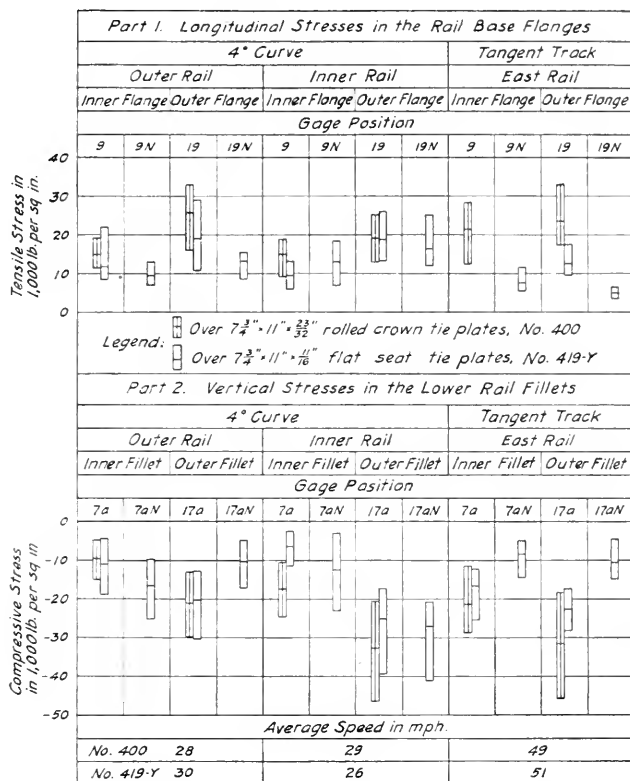 Part 1. Longitudinal Stresses in the Rail Base Flanges
4° Curve Tangent Track
Outer Rail Inner Rail East Rail
Inner Flange Outer Flange Inner Flange Outer Flange Inner Flange Outer Flange
Gage Position
9 9N 19 19N 9 9N 19 19N 9 9N 19 19N
Tensile Stress in
1,000 lb. per sq in.
40
30
20
10
0
Legend:
Over 7 3/4" × 11" × 23/32" rolled crown tie plates, No. 400
Over 7 3/4" × 11" × 11/16" flat seat tie plates, No. 419-Y
Part 2. Vertical Stresses in the Lower Rail Fillets
4° Curve Tangent Track
Outer Rail Inner Rail East Rail
Inner Fillet Outer Fillet Inner Fillet Outer Fillet Inner Fillet Outer Fillet
Gage Position
7a 7aN 17a 17aN 7a 7aN 17a 17aN 7a 7aN 17a 17aN
Compressive Stress
in 1,000 lb. per sq in
0
-10
-20
-30
-40
-50
Average Speed in mph.
No. 400 28 29 49
No. 419-Y 30 26 51